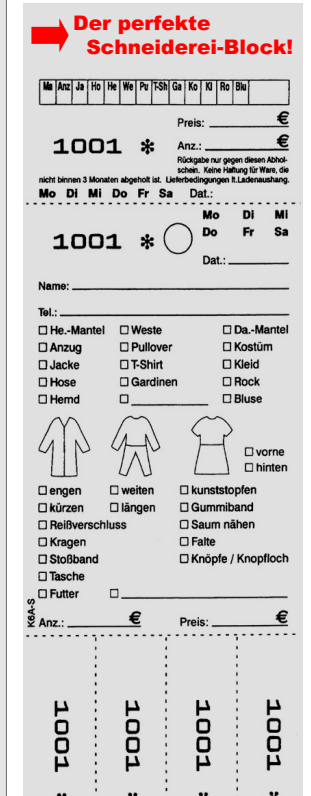 Der perfekte
Schneiderei-Block!
Ma Anz Ja Ho He We Pu T-Sh Ga Ko Kl Ro Blu
Preis: €
1001 * Anz.: €
Rückgabe nur gegen diesen Abhol-
schein. Keine Haftung für Ware, die
nicht binnen 3 Monaten abgeholt ist. Lieferbedingungen lt.Ladenaushang.
Mo Di Mi Do Fr Sa Dat.:
Mo Di Mi
1001 * Do Fr Sa
Dat.:
Name:
Tel.:
He.-Mantel Weste Da.-Mantel
Anzug Pullover Kostüm
Jacke T-Shirt Kleid
Hose Gardinen Rock
Hemd Bluse
vorne
hinten
engen weiten kunststopfen
kürzen längen Gummiband
Reißverschluss Saum nähen
Kragen Falte
Stoßband Knöpfe / Knopfloch
Tasche
Futter
K6A-S
Anz.: € Preis: €
1001 * 1001 * 1001 * 1001 *